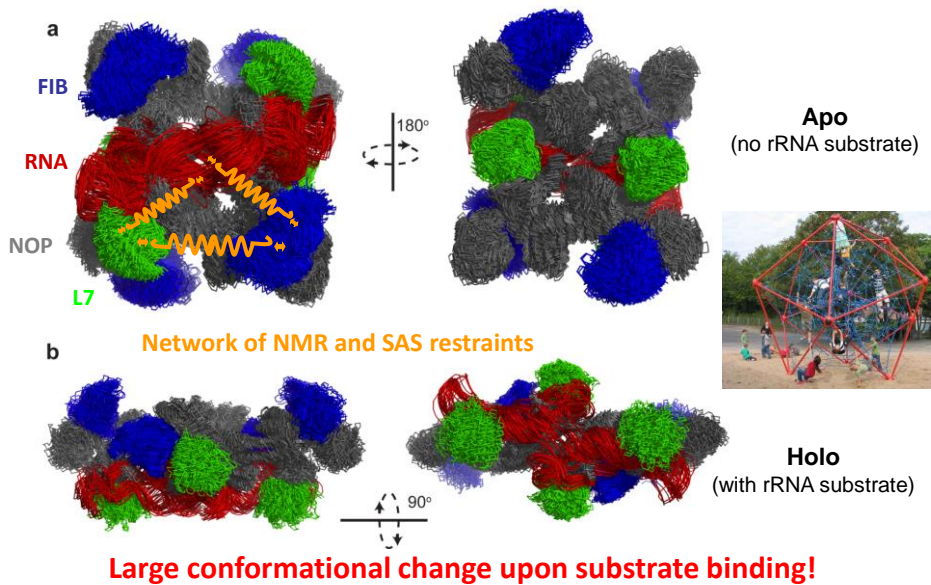 a
FIB
RNA
NOP
L7
180°
Apo
(no rRNA substrate)
Network of NMR and SAS restraints
b
90°
Holo
(with rRNA substrate)
Large conformational change upon substrate binding!